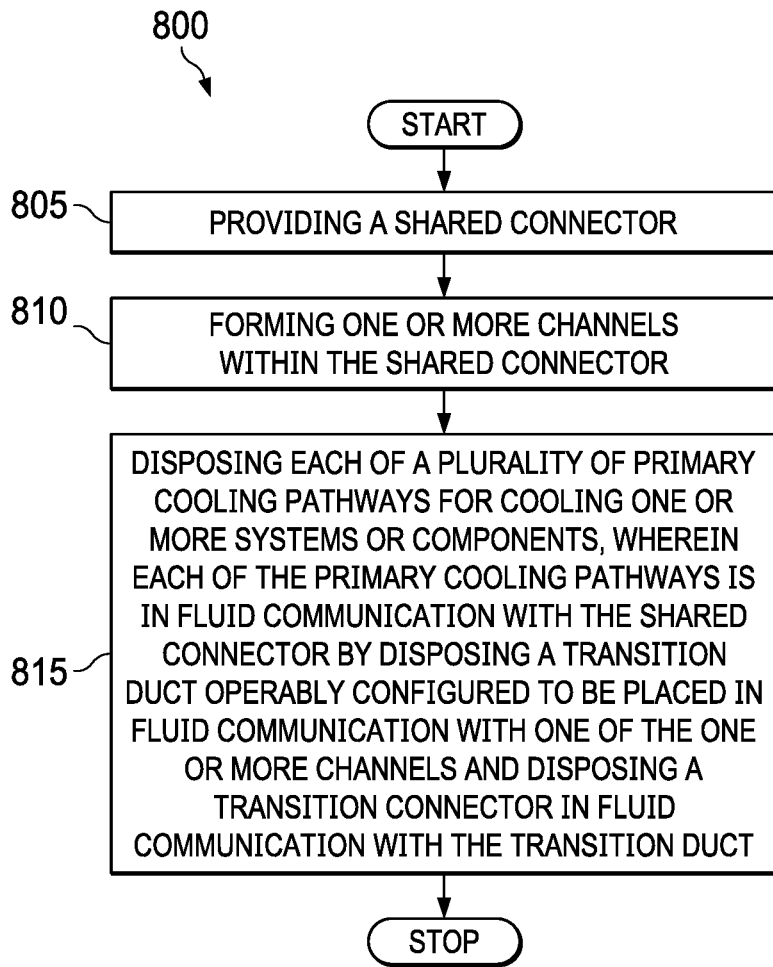 800
START
805
PROVIDING A SHARED CONNECTOR
810
FORMING ONE OR MORE CHANNELS
WITHIN THE SHARED CONNECTOR
815
DISPOSING EACH OF A PLURALITY OF PRIMARY
COOLING PATHWAYS FOR COOLING ONE OR
MORE SYSTEMS OR COMPONENTS, WHEREIN
EACH OF THE PRIMARY COOLING PATHWAYS IS
IN FLUID COMMUNICATION WITH THE SHARED
CONNECTOR BY DISPOSING A TRANSITION
DUCT OPERABLY CONFIGURED TO BE PLACED IN
FLUID COMMUNICATION WITH ONE OF THE ONE
OR MORE CHANNELS AND DISPOSING A
TRANSITION CONNECTOR IN FLUID
COMMUNICATION WITH THE TRANSITION DUCT
STOP